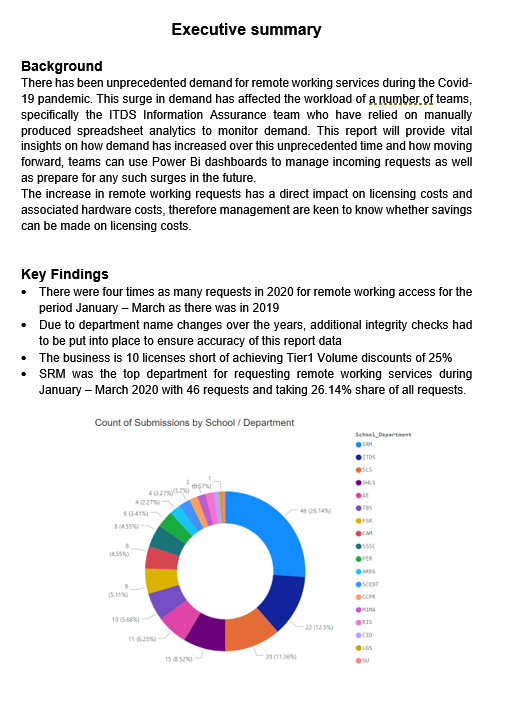 Executive summary
Background
There has been unprecedented demand for remote working services during the Covid-
19 pandemic. This surge in demand has affected the workload of a number of teams,
specifically the ITDS Information Assurance team who have relied on manually
produced spreadsheet analytics to monitor demand. This report will provide vital
insights on how demand has increased over this unprecedented time and how moving
forward, teams can use Power Bi dashboards to manage incoming requests as well
as prepare for any such surges in the future.
The increase in remote working requests has a direct impact on licensing costs and
associated hardware costs, therefore management are keen to know whether savings
can be made on licensing costs.
Key Findings
• There were four times as many requests in 2020 for remote working access for the
period January – March as there was in 2019
• Due to department name changes over the years, additional integrity checks had
to be put into place to ensure accuracy of this report data
• The business is 10 licenses short of achieving Tier1 Volume discounts of 25%
• SRM was the top department for requesting remote working services during
January – March 2020 with 46 requests and taking 26.14% share of all requests.
Count of Submissions by School / Department
School_Department
SRM
ITDS
SLS
SHLS
AE
TBS
FSR
CAM
SSSL
PER
AREG
SCEDT
CCPR
MIMA
RIS
CID
LGS
SU
1
3
(0.57%)
(1.7%)
4 (2.27%)
4 (2.27%)
6 (3.41%)
8 (4.55%)
8
(4.55%)
9
(5.11%)
10 (5.68%)
11 (6.25%)
15 (8.52%)
20 (11.36%)
22 (12.5%)
46 (26.14%)